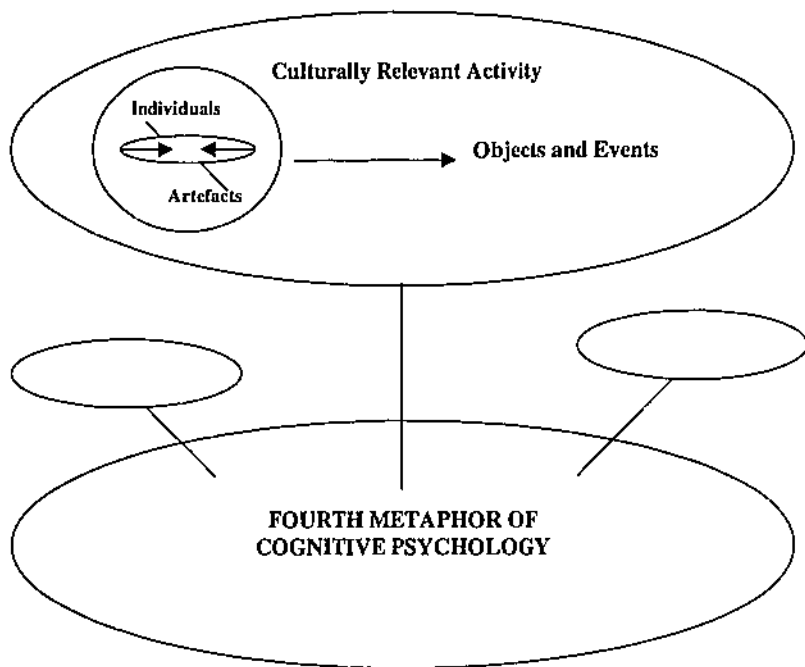 Culturally Relevant Activity
Individuals
Objects and Events
Artefacts
FOURTH METAPHOR OF
COGNITIVE PSYCHOLOGY